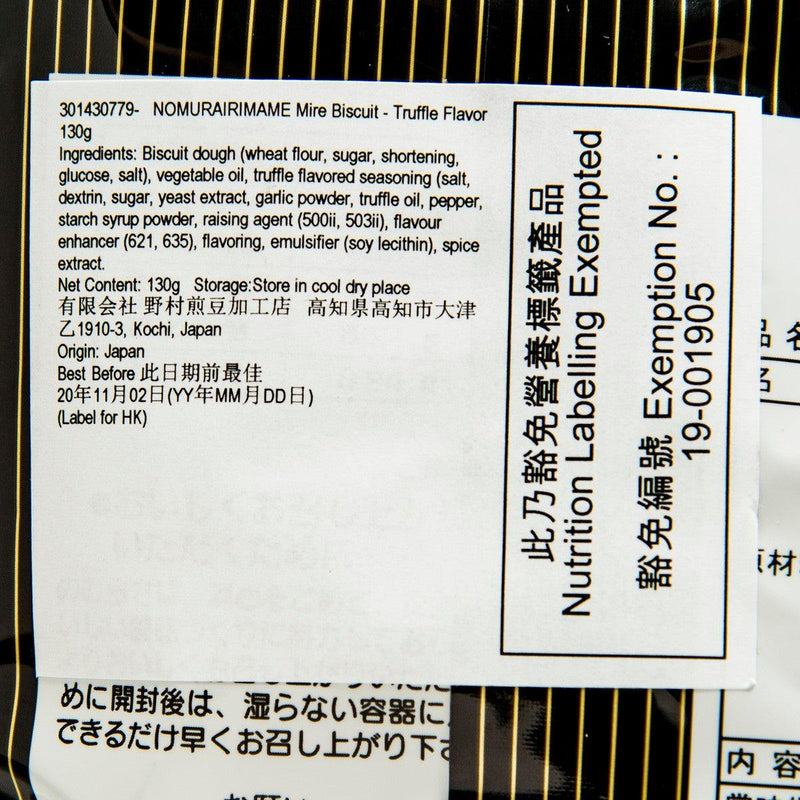 301430779- NOMURAIRIMAME Mire Biscuit - Truffle Flavor
130g
Ingredients: Biscuit dough (wheat flour, sugar, shortening,
glucose, salt), vegetable oil, truffle flavored seasoning (salt,
dextrin, sugar, yeast extract, garlic powder, truffle oil, pepper,
starch syrup powder, raising agent (500ii, 503ii), flavour
enhancer (621, 635), flavoring, emulsifier (soy lecithin), spice
extract.
Net Content: 130g Storage:Store in cool dry place
有限会社 野村煎豆加工店 高知県高知市大津
乙1910-3, Kochi, Japan
Origin: Japan
Best Before 此日期前最佳
20年11月02日(YY年MM月DD日)
(Label for HK)
此乃豁免營養標籤產品
Nutrition Labelling Exempted
豁免編號 Exemption No. :
19-001905
品名
名
原材
めに開封後は、湿らない容器に
できるだけ早くお召し上がり下さ
内容